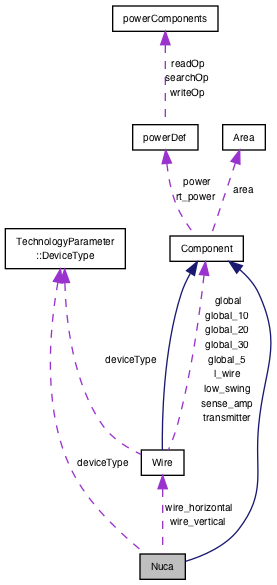 powerComponents
readOp
searchOp
writeOp
powerDef
Area
power
rt_power
area
TechnologyParameter
::DeviceType
Component
global
global_10
global_20
global_30
global_5
l_wire
low_swing
sense_amp
transmitter
deviceType
Wire
deviceType
wire_horizontal
wire_vertical
Nuca